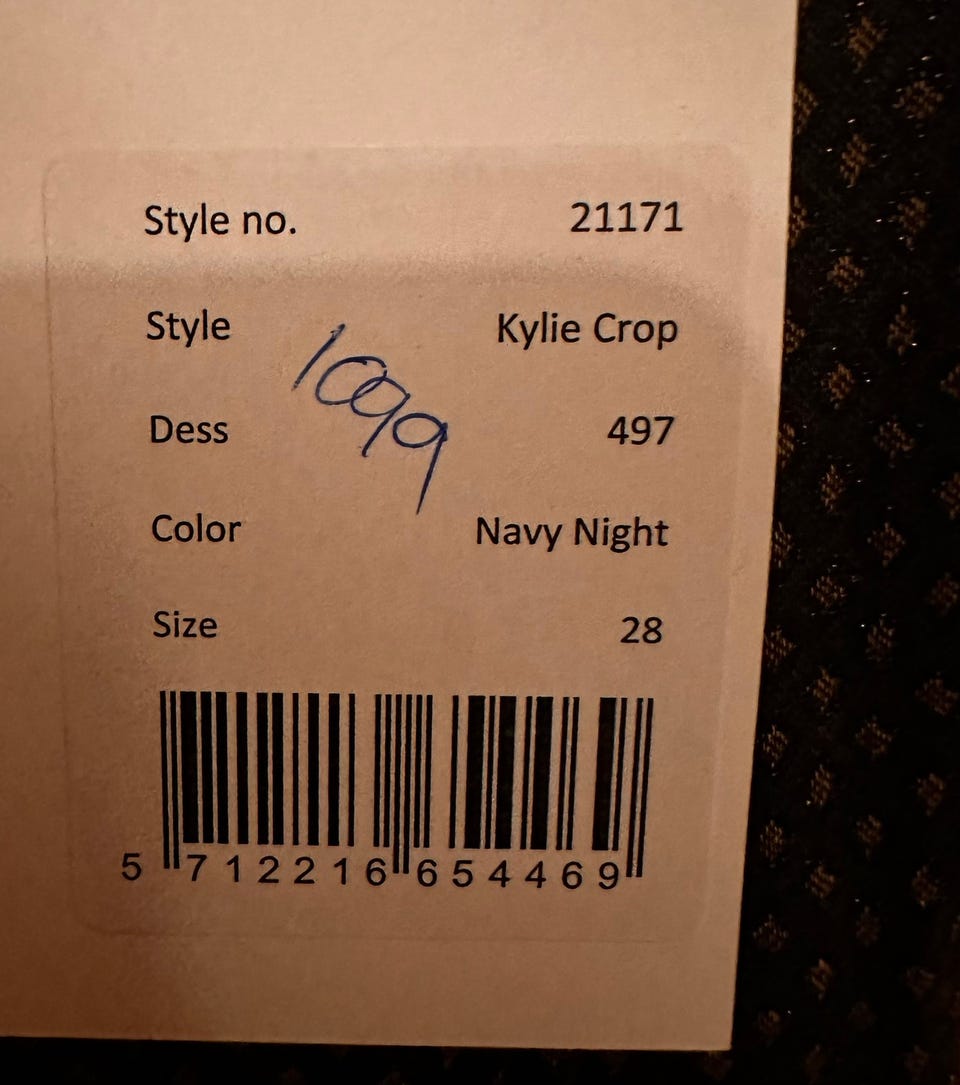 Style no. 21171
Style Kylie Crop
1099
Dess 497
Color Navy Night
Size 28
5 712216 654469